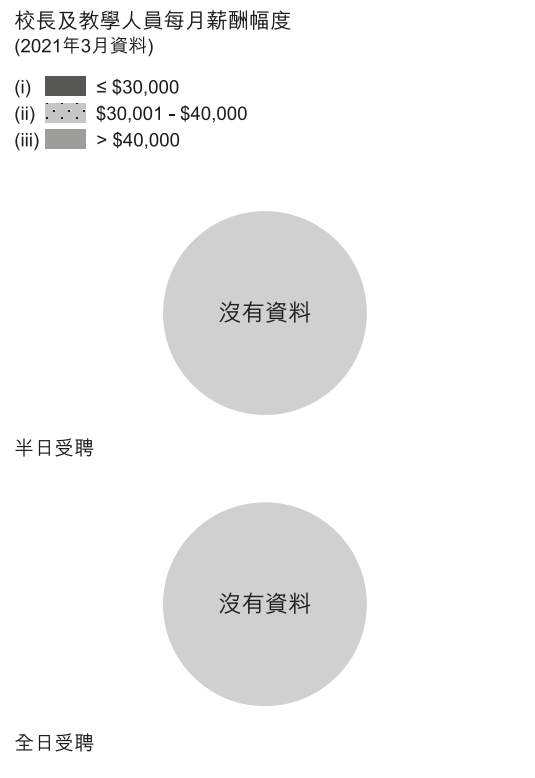 校長及教學人員每月薪酬幅度
(2021年3月資料)
(i) ≤ $30,000
(ii) $30,001 - $40,000
(iii) > $40,000
沒有資料
半日受聘
沒有資料
全日受聘